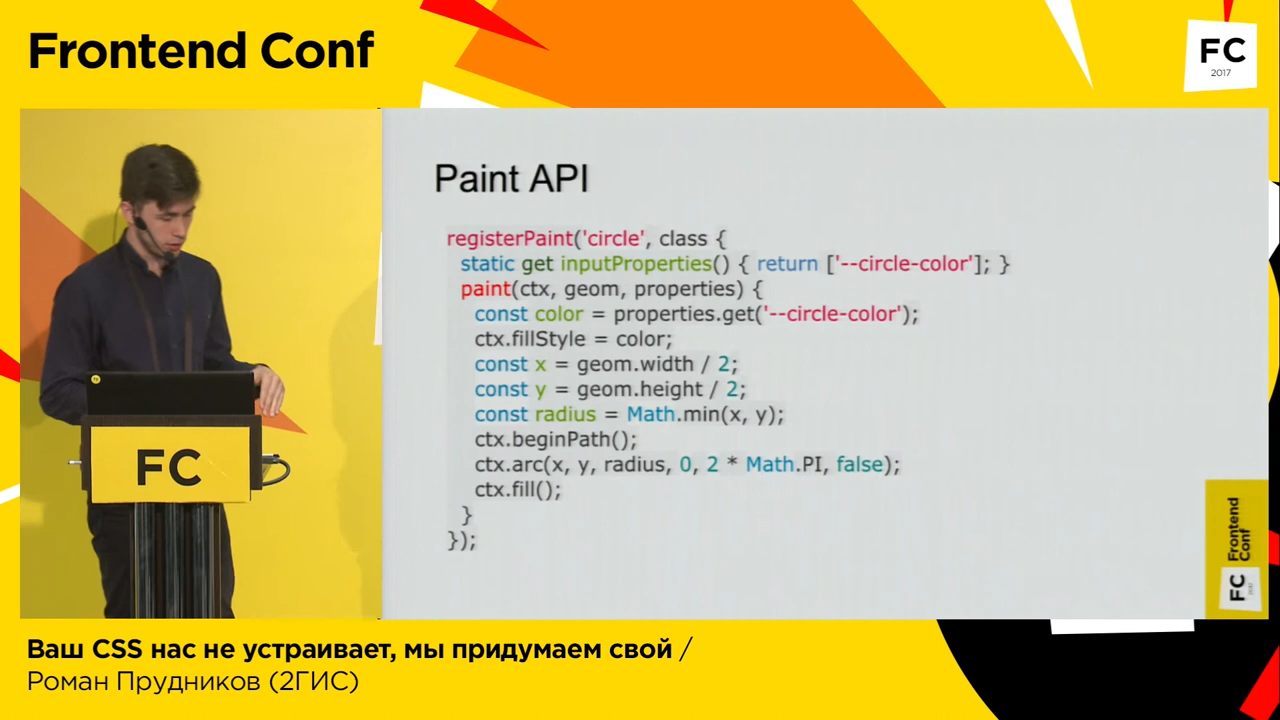 Frontend Conf
FC
2017
Paint API
registerPaint('circle', class {
static get inputProperties() { return ['--circle-color']; }
paint(ctx, geom, properties) {
const color = properties.get('--circle-color');
ctx.fillStyle = color;
const x = geom.width / 2;
const y = geom.height / 2;
const radius = Math.min(x, y);
ctx.beginPath();
ctx.arc(x, y, radius, 0, 2 * Math.PI, false);
ctx.fill();
}
});
FC
Frontend
Conf
FC
2017
Ваш CSS нас не устраивает, мы придумаем свой /
Роман Прудников (2ГИС)